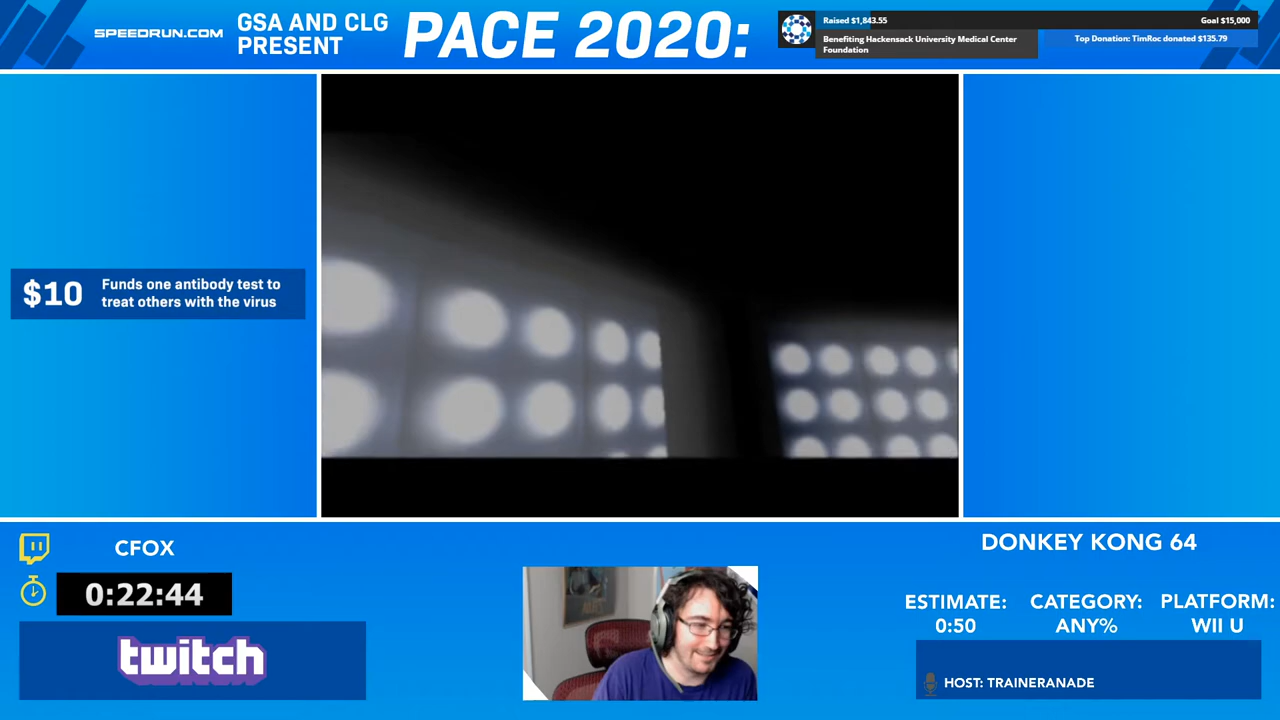 SPEEDRUN.COM
GSA AND CLG
PRESENT
PACE 2020:
Raised $1,843.55
Goal $15,000
Benefiting Hackensack University Medical Center
Foundation
Top Donation: TimRoc donated $135.79
$10
Funds one antibody test to
treat others with the virus
CFOX
0:22:44
twitch
DONKEY KONG 64
ESTIMATE:
0:50
CATEGORY:
ANY%
PLATFORM:
WII U
HOST: TRAINERANADE